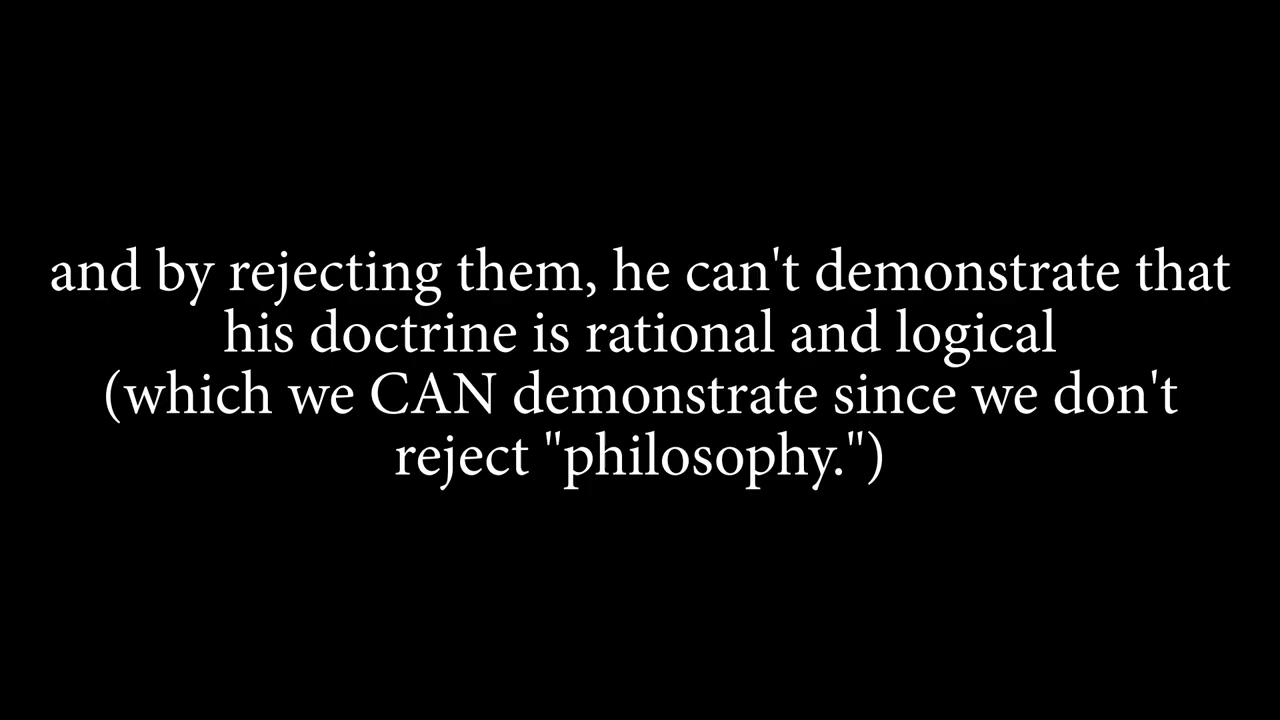 and by rejecting them, he can't demonstrate that
his doctrine is rational and logical
(which we CAN demonstrate since we don't
reject "philosophy.")